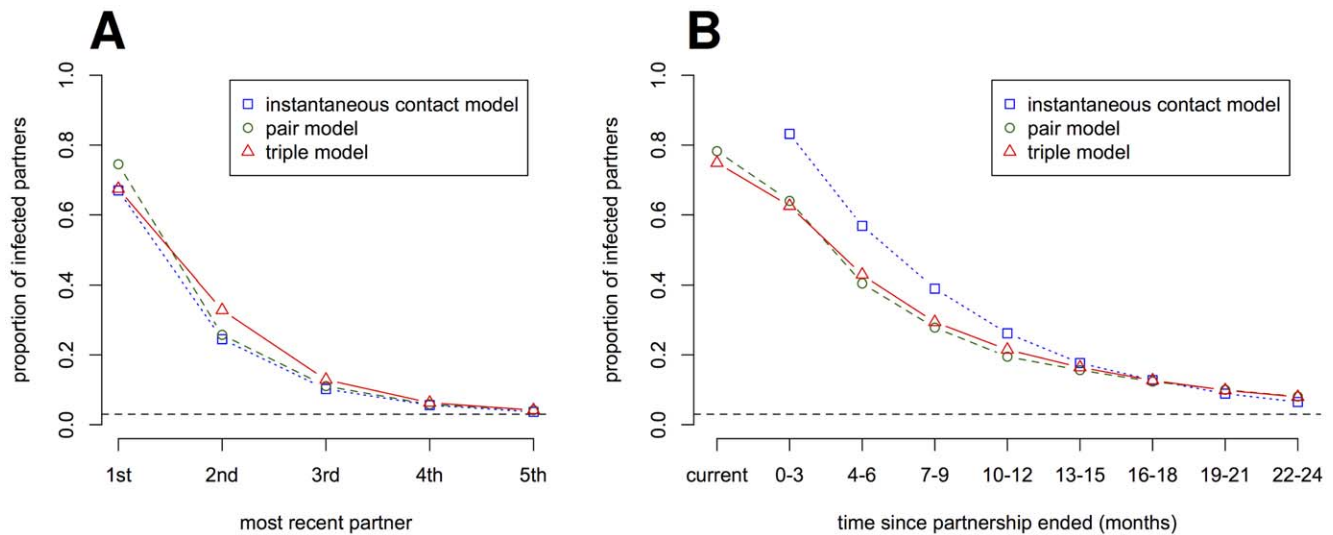 A
proportion of infected partners
1.0
0.8
0.6
0.4
0.2
0.0
instantaneous contact model
pair model
triple model
1st 2nd 3rd 4th 5th
most recent partner
B
proportion of infected partners
1.0
0.8
0.6
0.4
0.2
0.0
instantaneous contact model
pair model
triple model
current 0-3 4-6 7-9 10-12 13-15 16-18 19-21 22-24
time since partnership ended (months)